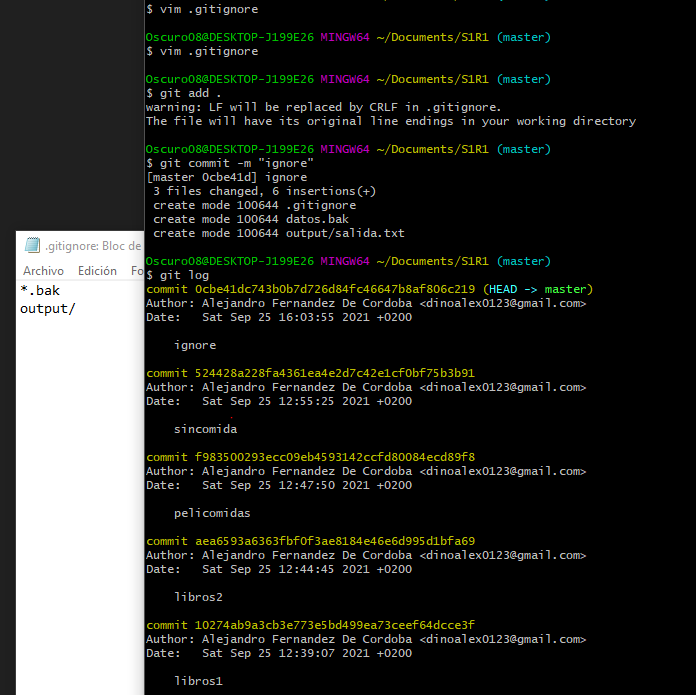 $ vim .gitignore
Oscuro08@DESKTOP-J199E26 MINGW64 ~/Documents/S1R1 (master)
$ vim .gitignore
Oscuro08@DESKTOP-J199E26 MINGW64 ~/Documents/S1R1 (master)
$ git add .
warning: LF will be replaced by CRLF in .gitignore.
The file will have its original line endings in your working directory
Oscuro08@DESKTOP-J199E26 MINGW64 ~/Documents/S1R1 (master)
$ git commit -m "ignore"
[master 0cbe41d] ignore
3 files changed, 6 insertions(+)
create mode 100644 .gitignore
create mode 100644 datos.bak
create mode 100644 output/salida.txt
Oscuro08@DESKTOP-J199E26 MINGW64 ~/Documents/S1R1 (master)
$ git log
commit 0cbe41dc743b0b7d726d84fc46647b8af806c219 (HEAD -> master)
Author: Alejandro Fernandez De Cordoba <dinoalex0123@gmail.com>
Date:   Sat Sep 25 16:03:55 2021 +0200
ignore
commit 524428a228fa4361ea4e2d7c42e1cf0bf75b3b91
Author: Alejandro Fernandez De Cordoba <dinoalex0123@gmail.com>
Date:   Sat Sep 25 12:55:25 2021 +0200
sincomida
commit f983500293ecc09eb4593142ccfd80084ecd89f8
Author: Alejandro Fernandez De Cordoba <dinoalex0123@gmail.com>
Date:   Sat Sep 25 12:47:50 2021 +0200
pelicomidas
commit aea6593a6363fbf0f3ae8184e46e6d995d1bfa69
Author: Alejandro Fernandez De Cordoba <dinoalex0123@gmail.com>
Date:   Sat Sep 25 12:44:45 2021 +0200
libros2
commit 10274ab9a3cb3e773e5bd499ea73ceef64dcce3f
Author: Alejandro Fernandez De Cordoba <dinoalex0123@gmail.com>
Date:   Sat Sep 25 12:39:07 2021 +0200
libros1
.gitignore: Bloc de
Archivo Edición Fo
*.bak
output/